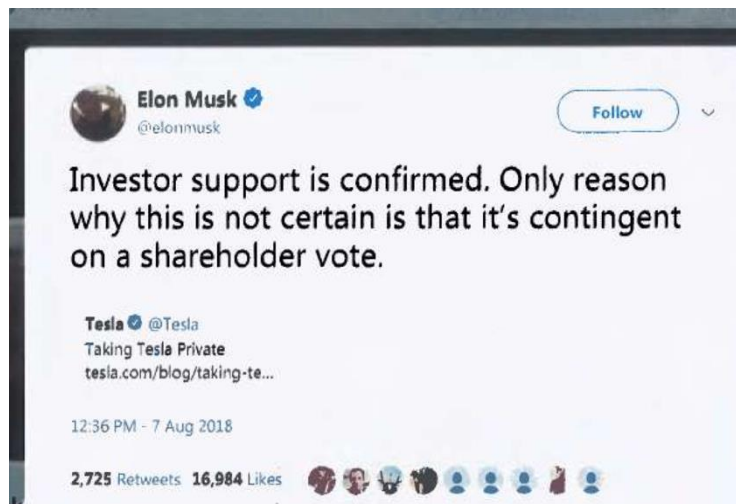 Elon Musk
@elonmusk
Follow
Investor support is confirmed. Only reason
why this is not certain is that it's contingent
on a shareholder vote.
Tesla @Tesla
Taking Tesla Private
tesla.com/blog/taking-te...
12:36 PM - 7 Aug 2018
2,725 Retweets 16,984 Likes